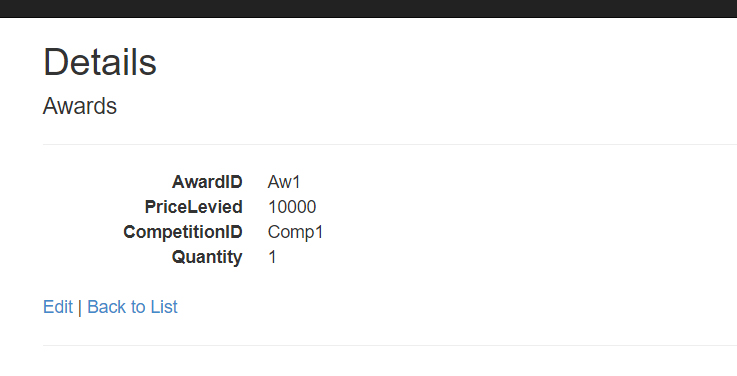 Details
Awards
AwardID Aw1
PriceLevied 10000
CompetitionID Comp1
Quantity 1
Edit | Back to List